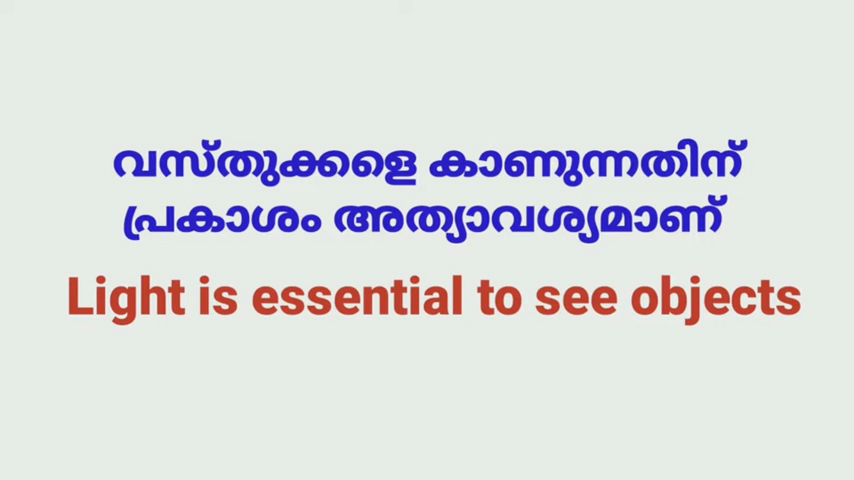 വസ്തുക്കളെ കാണുന്നതിന്
പ്രകാശം അത്യാവശ്യമാണ്
Light is essential to see objects